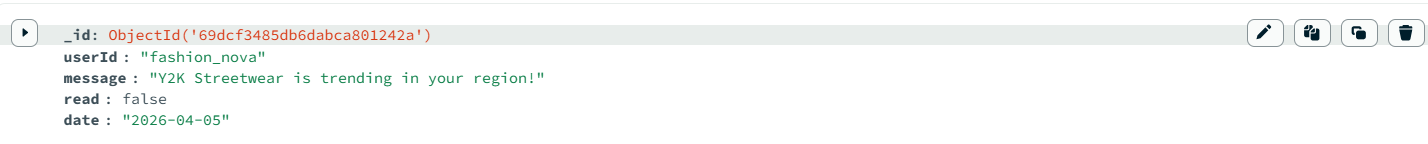 _id: ObjectId('69dcf3485db6dabca801242a')
userId : "fashion_nova"
message : "Y2K Streetwear is trending in your region!"
read : false
date : "2026-04-05"